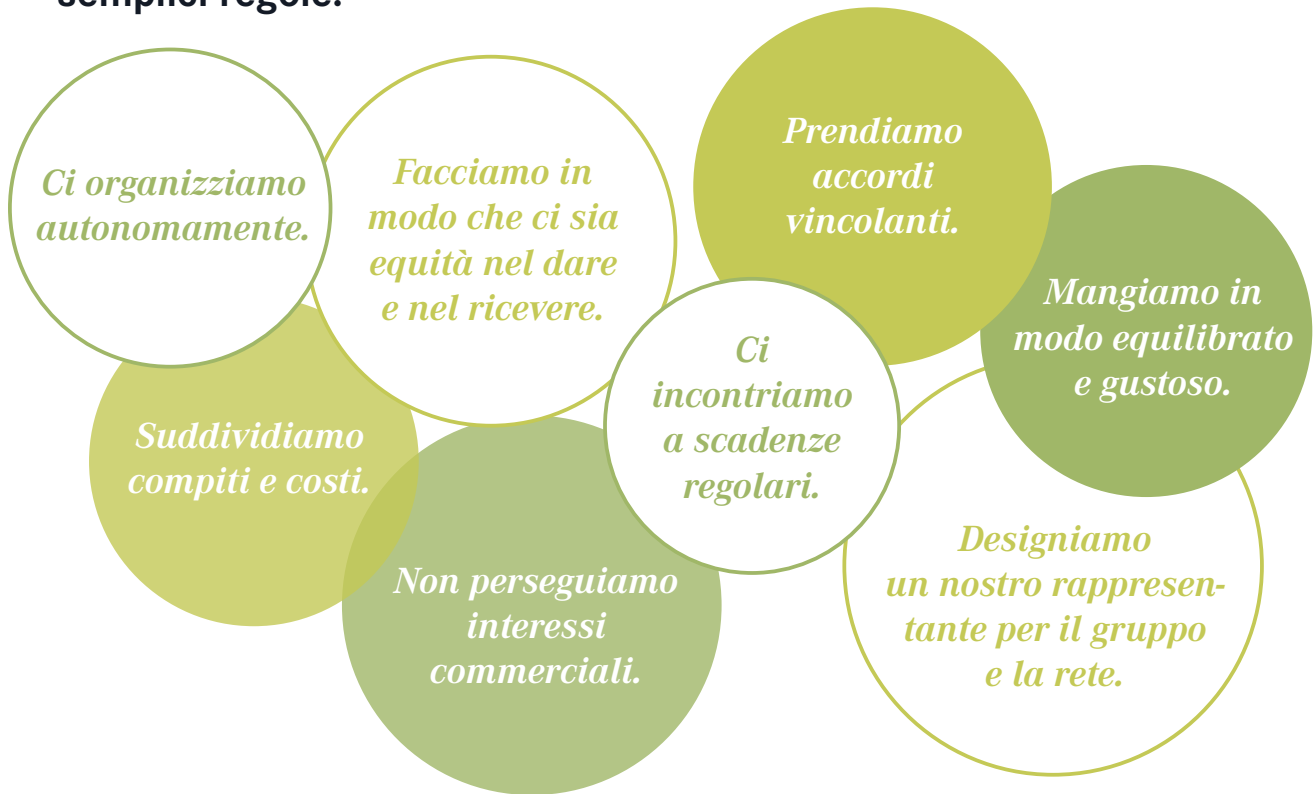 semplici regole:
Ci organizziamo
autonomamente.
Facciamo in
modo che ci sia
equità nel dare
e nel ricevere.
Prendiamo
accordi
vincolanti.
Mangiamo in
modo equilibrato
e gustoso.
Ci
incontriamo
a scadenze
regolari.
Suddividiamo
compiti e costi.
Non perseguiamo
interessi
commerciali.
Designiamo
un nostro rappresen-
tante per il gruppo
e la rete.